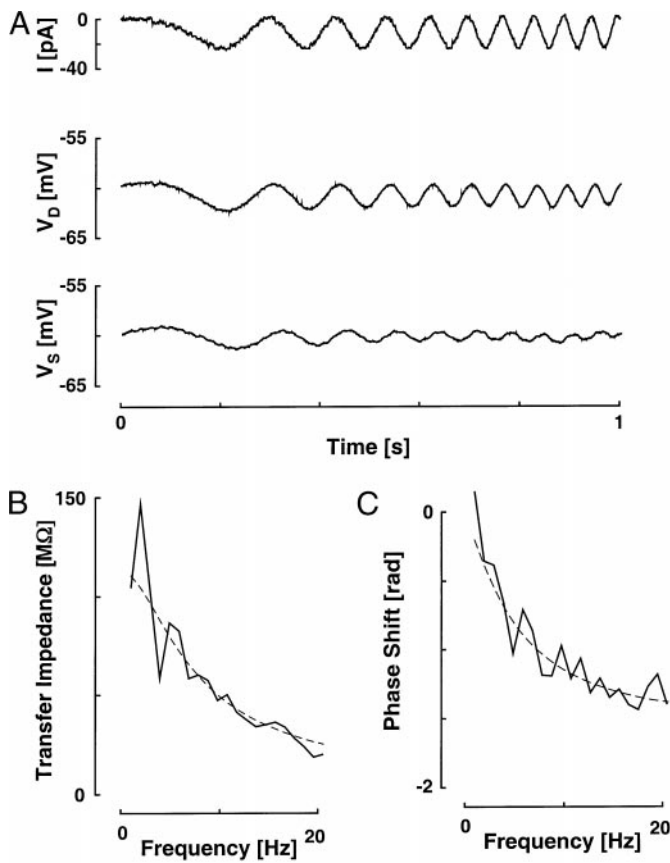 A
I [pA]
0
-40
V_D [mV]
-55
-65
V_S [mV]
-55
-65
0
1
Time [s]
B
Transfer Impedance [MΩ]
150
0
0
20
Frequency [Hz]
C
Phase Shift [rad]
0
-2
0
20
Frequency [Hz]